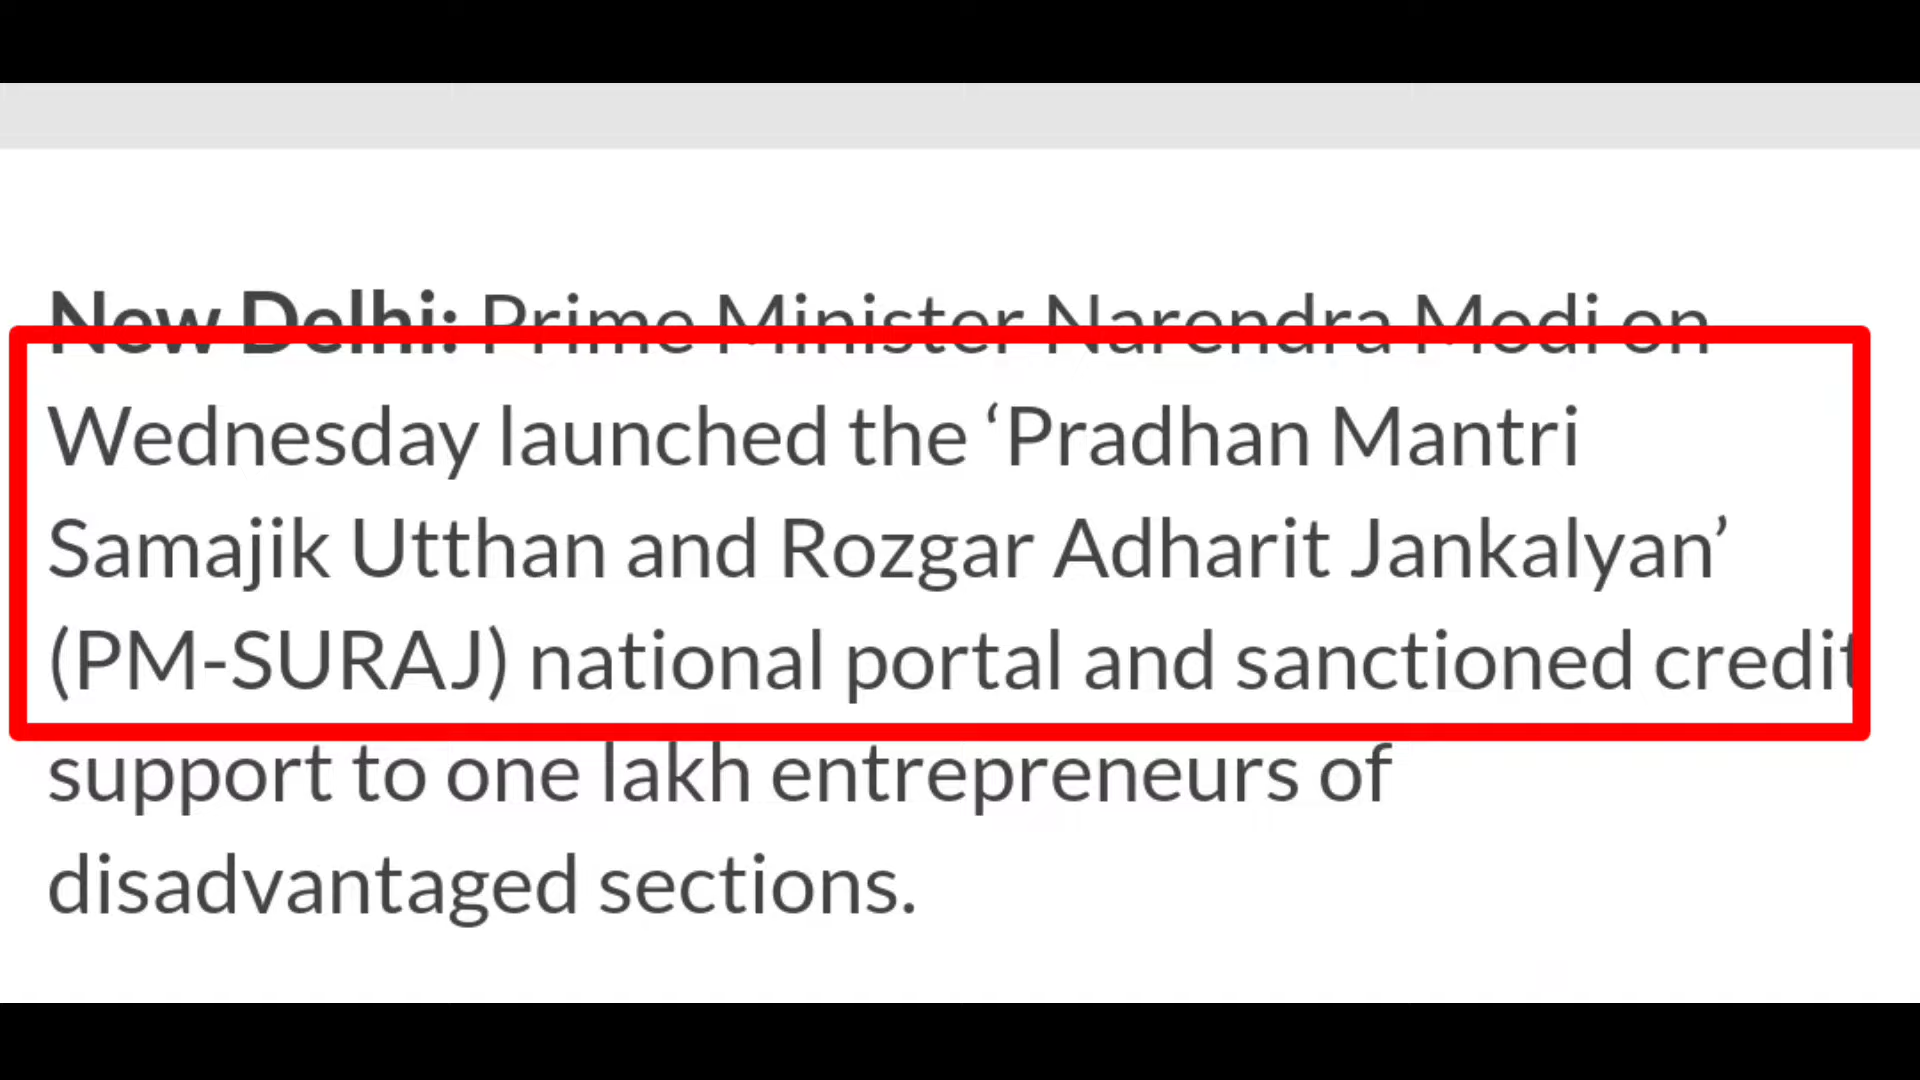 New Delhi: Prime Minister Narendra Modi on
Wednesday launched the ‘Pradhan Mantri
Samajik Utthan and Rozgar Adharit Jankalyan’
(PM-SURAJ) national portal and sanctioned credit
support to one lakh entrepreneurs of
disadvantaged sections.